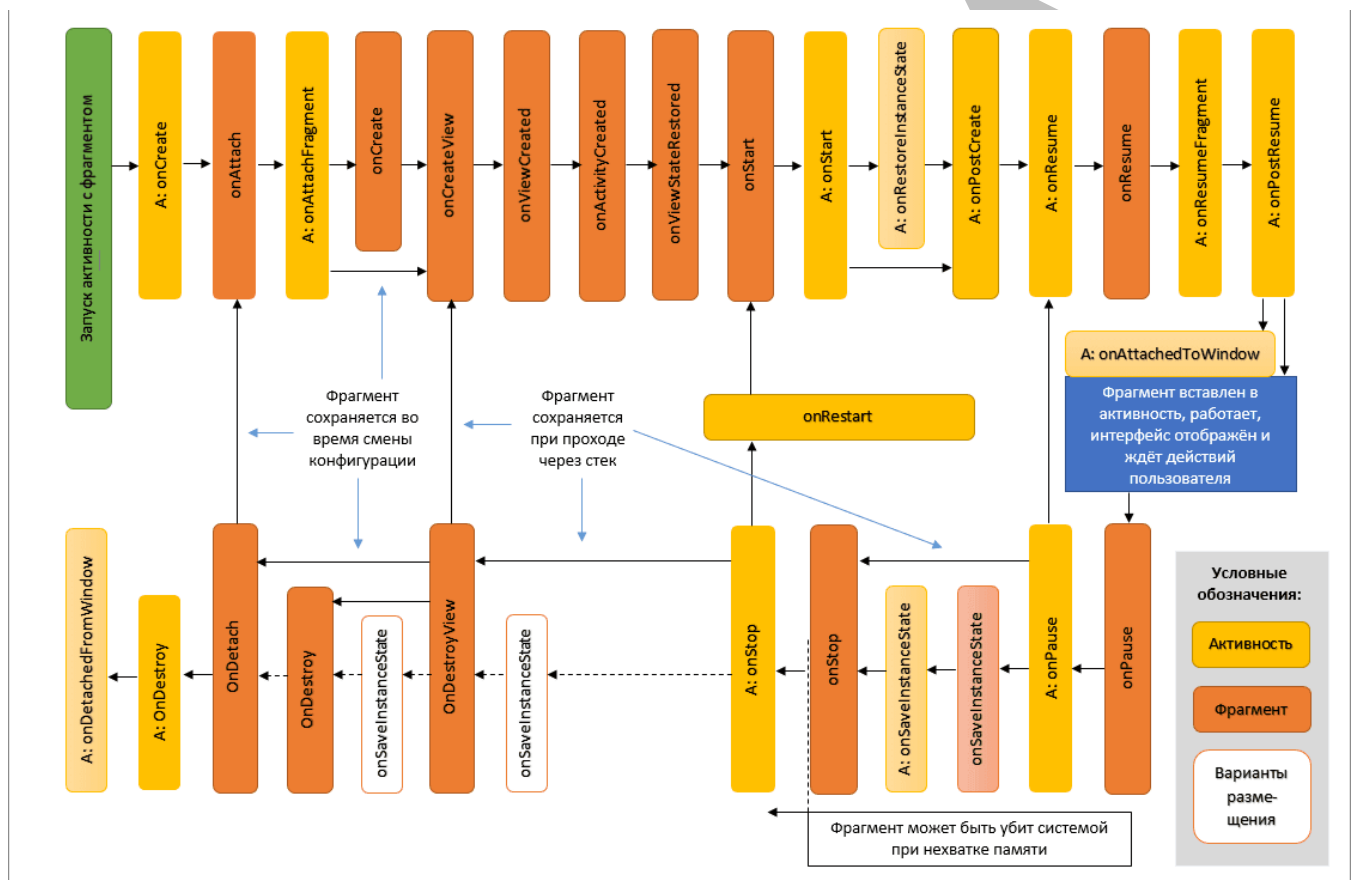 Запуск активности с фрагментом
A: onCreate
onAttach
A: onAttachFragment
onCreate
onCreateView
onViewCreated
onActivityCreated
onViewStateRestored
onStart
A: onStart
A: onRestoreInstanceState
A: onPostCreate
A: onResume
onResume
A: onResumeFragment
A: onPostResume
A: onAttachedToWindow
Фрагмент вставлен в
активность, работает,
интерфейс отображён и
ждёт действий
пользователя
Фрагмент
сохраняется во
время смены
конфигурации
Фрагмент
сохраняется
при проходе
через стек
onRestart
A: onDetachedFromWindow
A: OnDestroy
OnDetach
OnDestroy
onSaveInstanceState
OnDestroyView
onSaveInstanceState
A: onStop
onStop
A: onSaveInstanceState
onSaveInstanceState
A: onPause
onPause
Условные
обозначения:
Активность
Фрагмент
Варианты
разме-
щения
Фрагмент может быть убит системой
при нехватке памяти